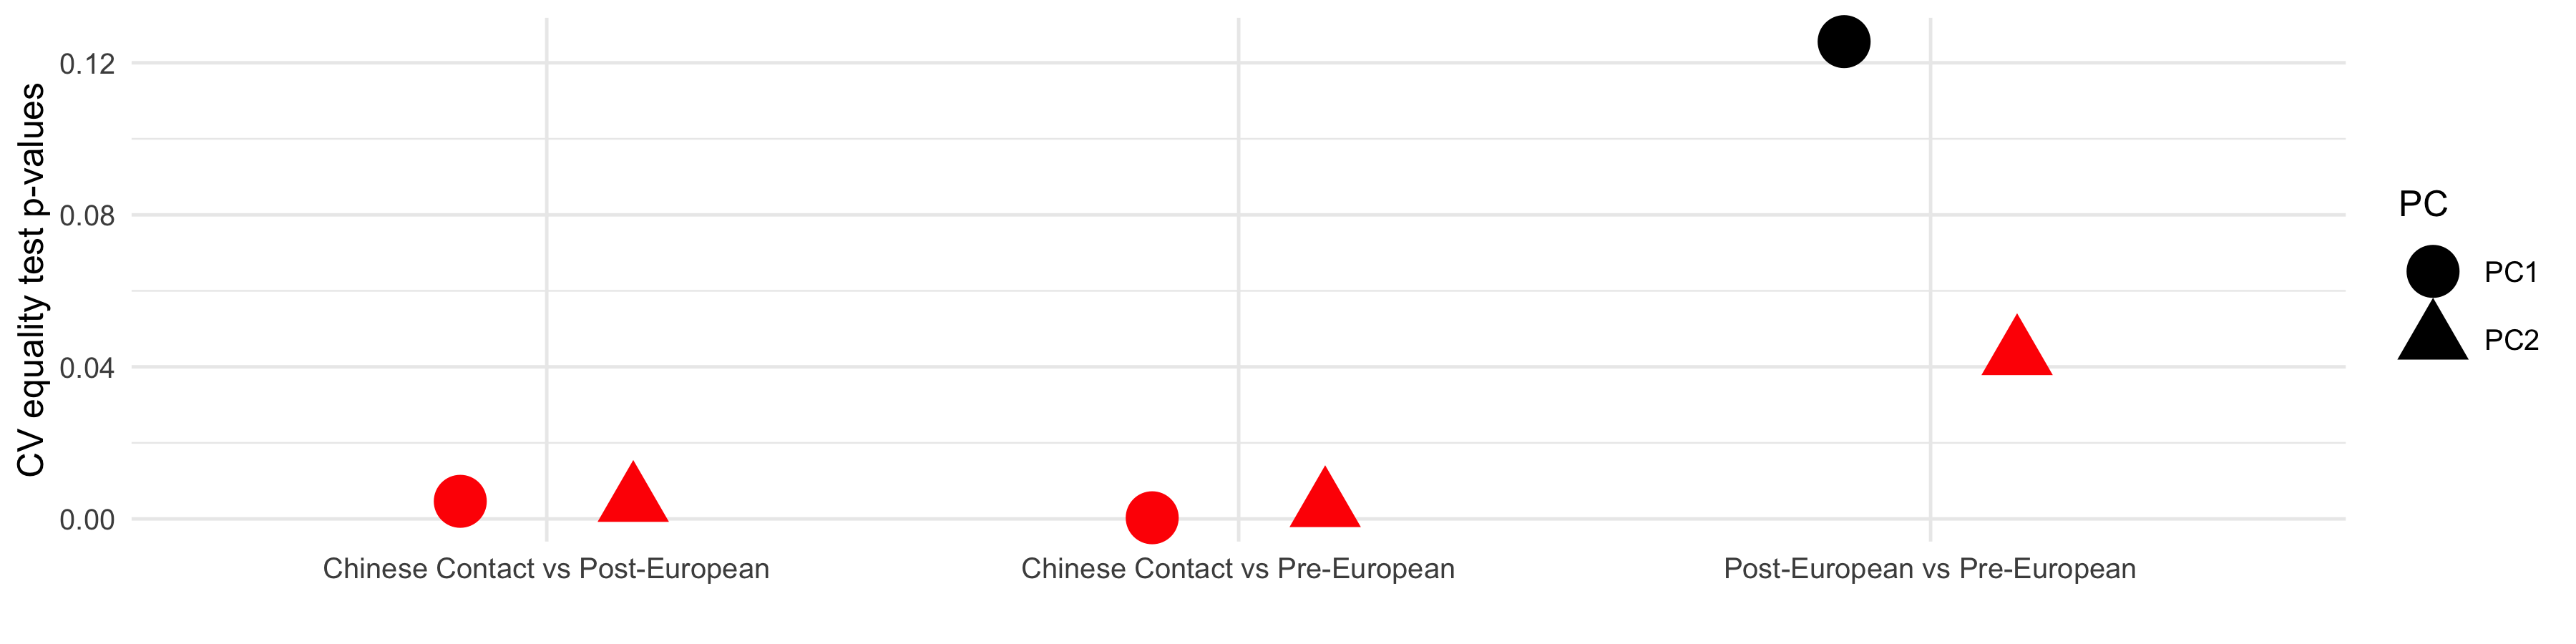 CV equality test p-values
0.12
0.08
0.04
0.00
Chinese Contact vs Post-European
Chinese Contact vs Pre-European
Post-European vs Pre-European
PC
PC1
PC2